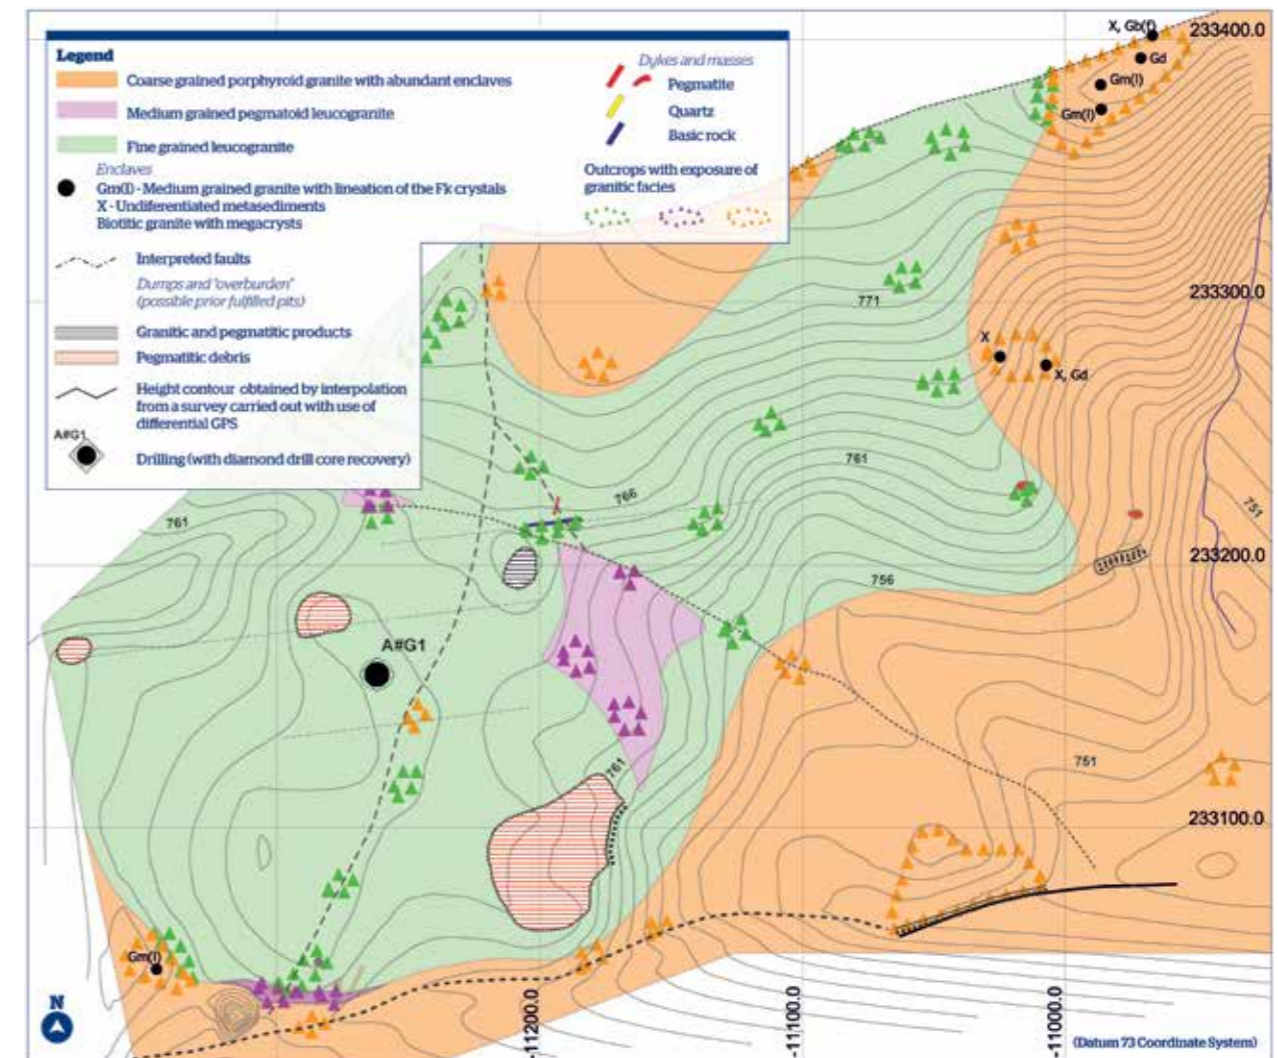 Legend
Coarse grained porphyroid granite with abundant enclaves
Medium grained pegmatoid leucogranite
Fine grained leucogranite
Enclaves
Gm(l) - Medium grained granite with lineation of the Fk crystals
X - Undiferentiated metasediments
Biotitic granite with megacrysts
Interpreted faults
Dumps and "overburden"
(possible prior fulfilled pits)
Granitic and pegmatitic products
Pegmatitic debris
Height contour obtained by interpolation
from a survey carried out with use of
differential GPS
A#G1
Drilling (with diamond drill core recovery)
Dykes and masses
Pegmatite
Quartz
Basic rock
Outcrops with exposure of
granitic facies
X, Gb(f)
Gd
Gm(l)
Gm(l)
233400.0
233300.0
771
X
X, Gd
761
766
761
751
233200.0
756
A#G1
761
751
233100.0
Gm(l)
N
-11200.0
-11100.0
-11000.0
(Datum 73 Coordinate System)